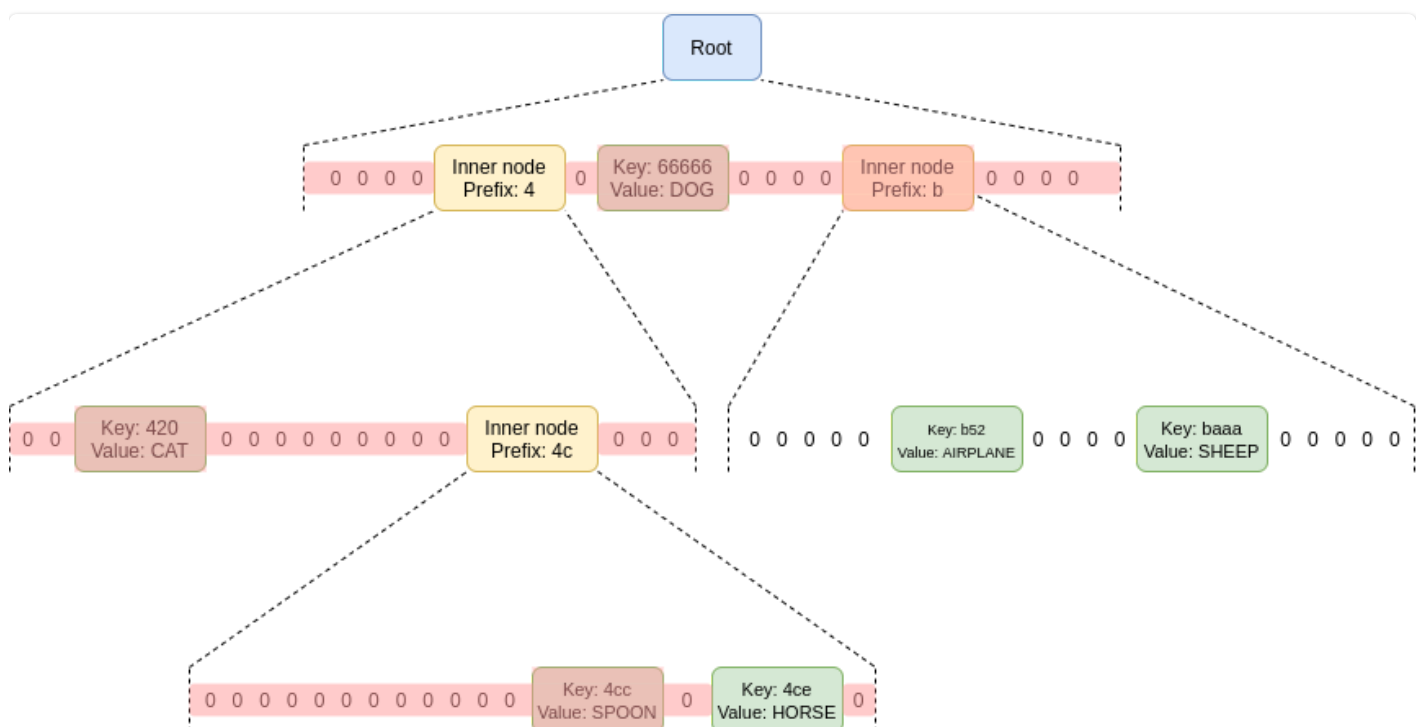 Root
0 0 0 0
Inner node
Prefix: 4
0
Key: 66666
Value: DOG
0 0 0 0
Inner node
Prefix: b
0 0 0 0
0 0
Key: 420
Value: CAT
0 0 0 0 0 0 0 0 0
Inner node
Prefix: 4c
0 0 0
0 0 0 0 0
Key: b52
Value: AIRPLANE
0 0 0 0
Key: baaa
Value: SHEEP
0 0 0 0 0
0 0 0 0 0 0 0 0 0 0 0 0
Key: 4cc
Value: SPOON
0
Key: 4ce
Value: HORSE
0